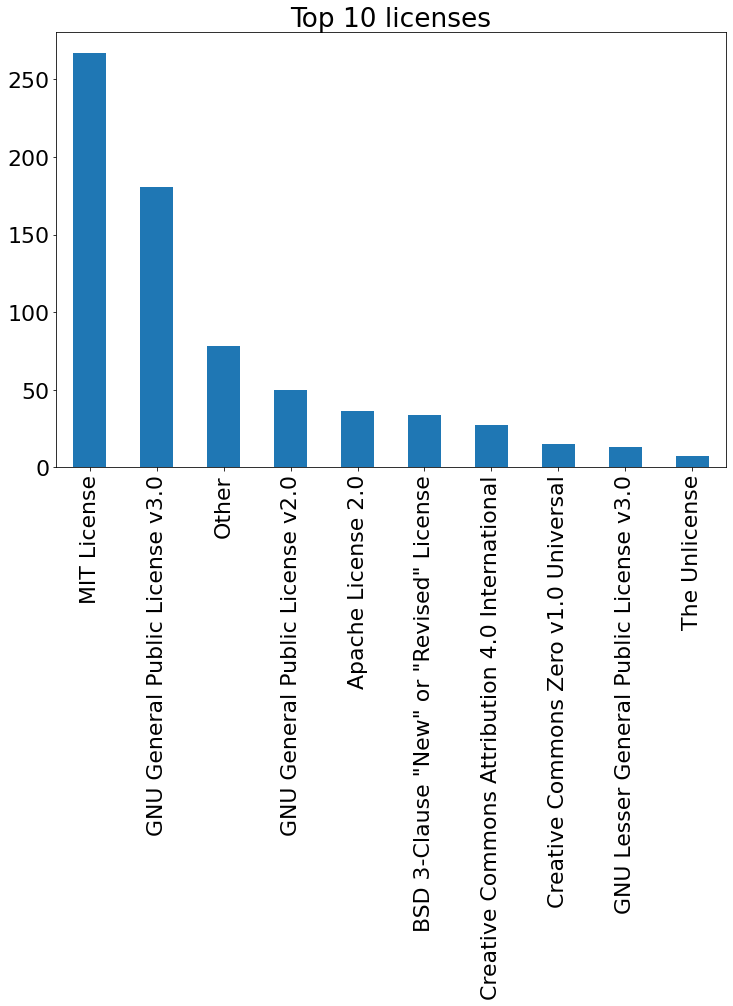 Top 10 licenses
250
200
150
100
50
0
MIT License
GNU General Public License v3.0
Other
GNU General Public License v2.0
Apache License 2.0
BSD 3-Clause "New" or "Revised" License
Creative Commons Attribution 4.0 International
Creative Commons Zero v1.0 Universal
GNU Lesser General Public License v3.0
The Unlicense